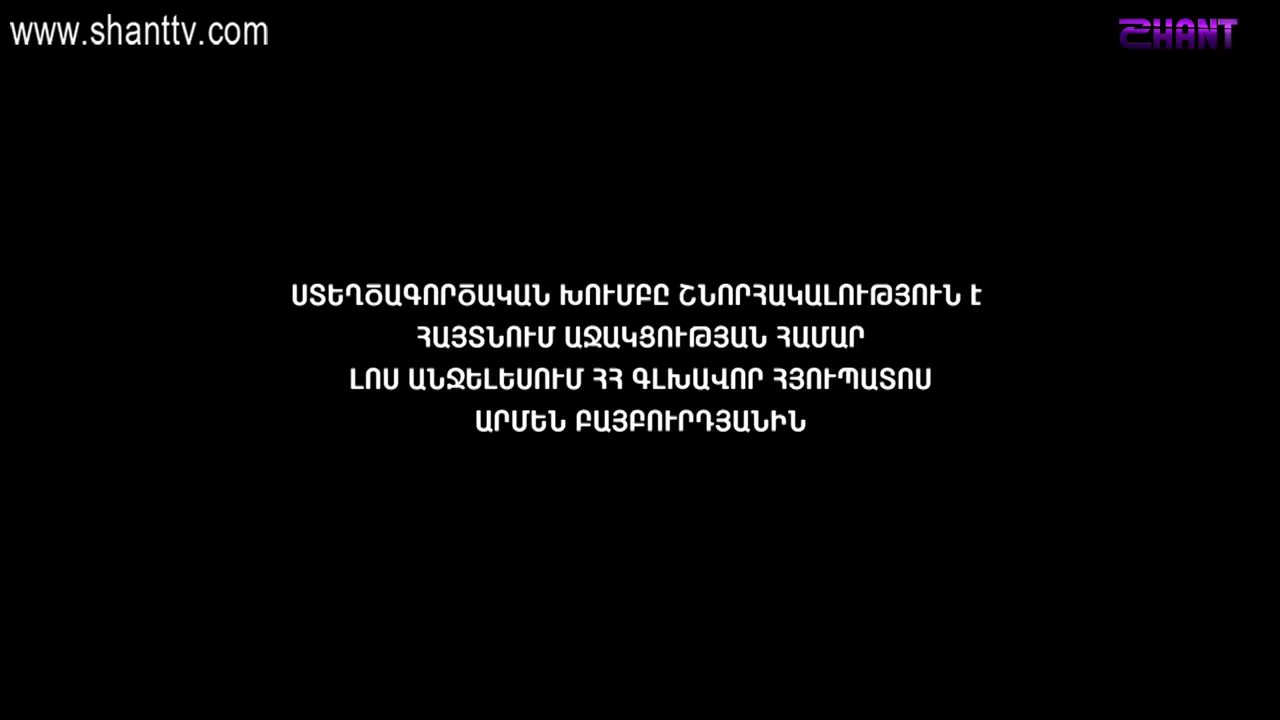 www.shanttv.com
SHANT
ՍՏԵՂԾԱԳՈՐԾԱԿԱՆ ԽՈՒՄԲԸ ՇՆՈՐՀԱԿԱԼՈՒԹՅՈՒՆ Է
ՀԱՅՏՆՈՒՄ ԱՋԱԿՑՈՒԹՅԱՆ ՀԱՄԱՐ
ԼՈՍ ԱՆՋԵԼԵՍՈՒՄ ՀՀ ԳԼԽԱՎՈՐ ՀՅՈՒՊԱՏՈՍ
ԱՐՄԵՆ ԲԱՅԲՈՒՐԴՅԱՆԻՆ